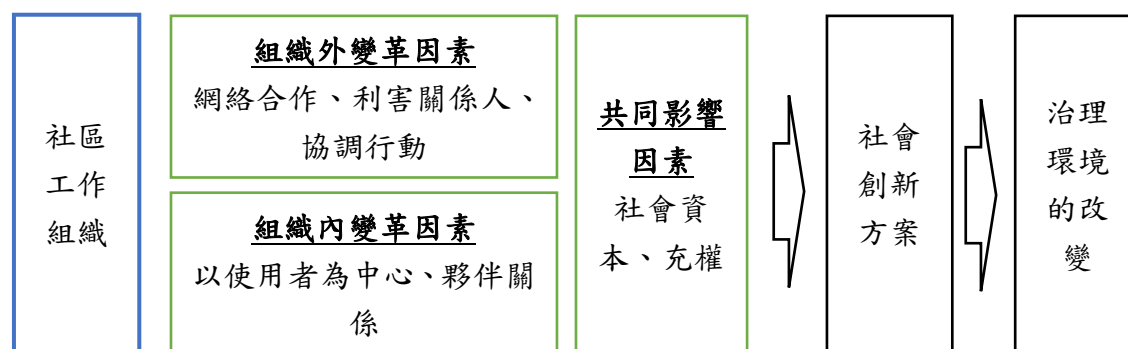 社區
工作
組織
組織外變革因素
網絡合作、利害關係人、
協調行動
組織內變革因素
以使用者為中心、夥伴關
係
共同影響
因素
社會資
本、充權
社會
創新
方案
治理
環境
的改
變